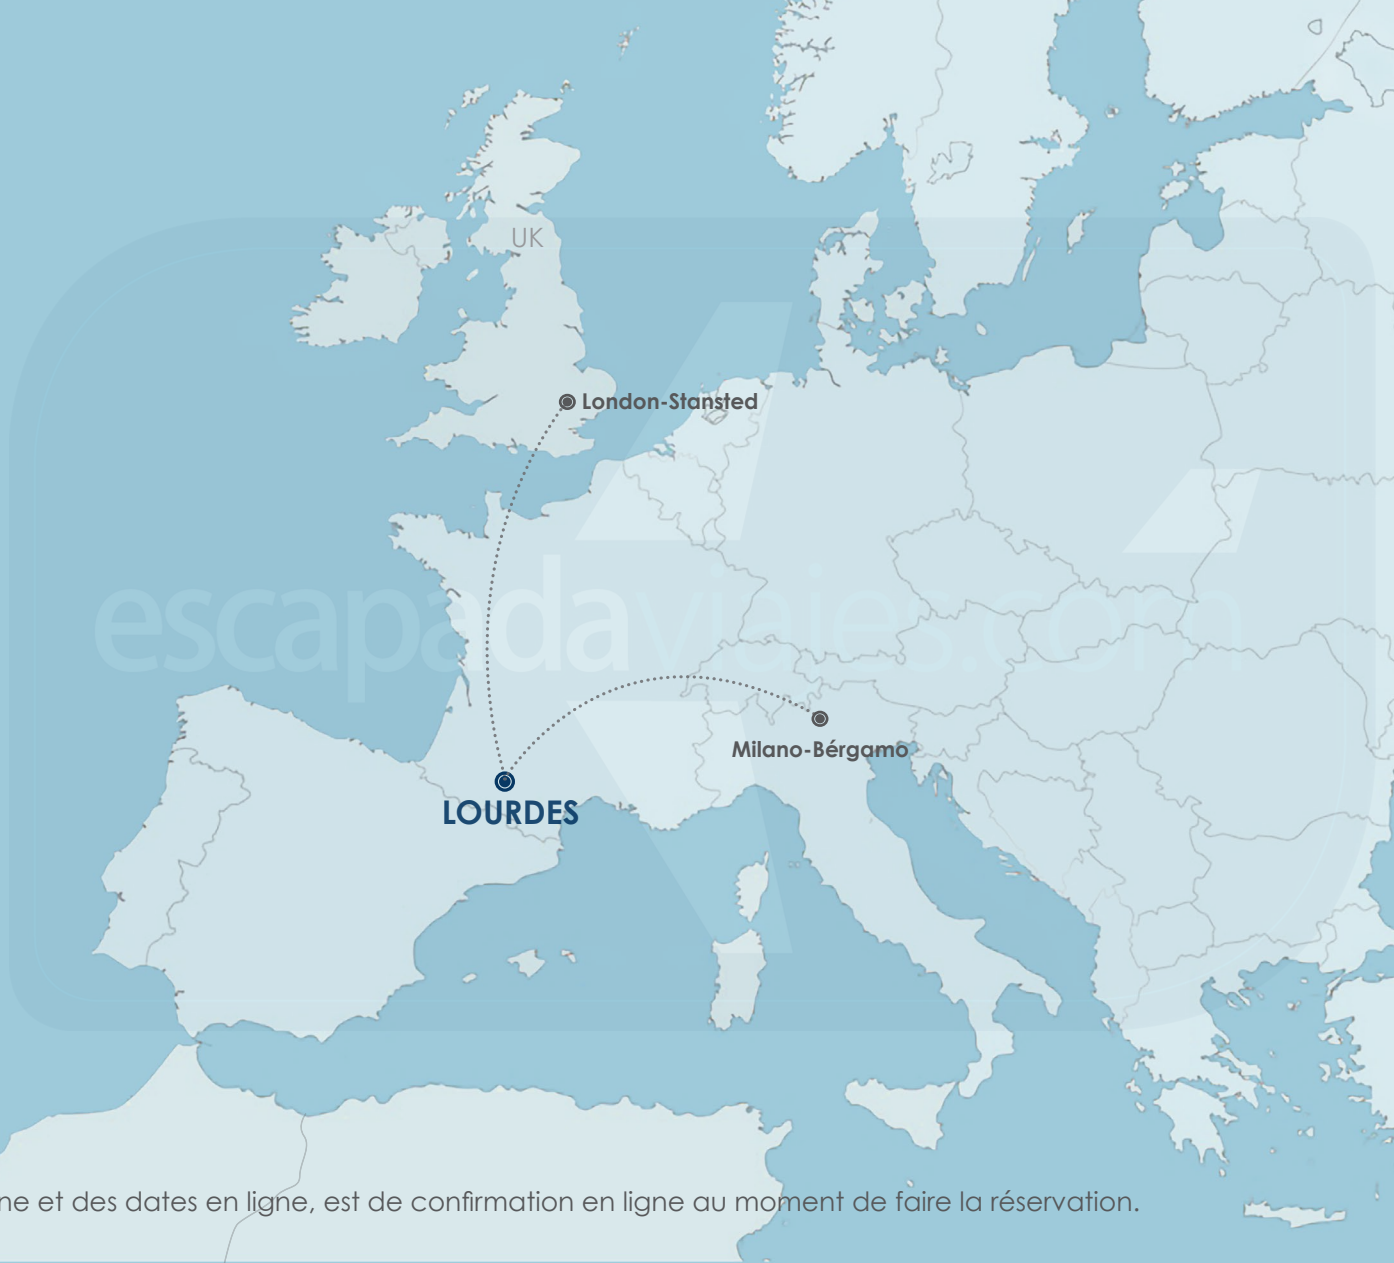 UK
London-Stansted
escapadaviajes.com
Milano-Bérgamo
LOURDES
ne et des dates en ligne, est de confirmation en ligne au moment de faire la réservation.